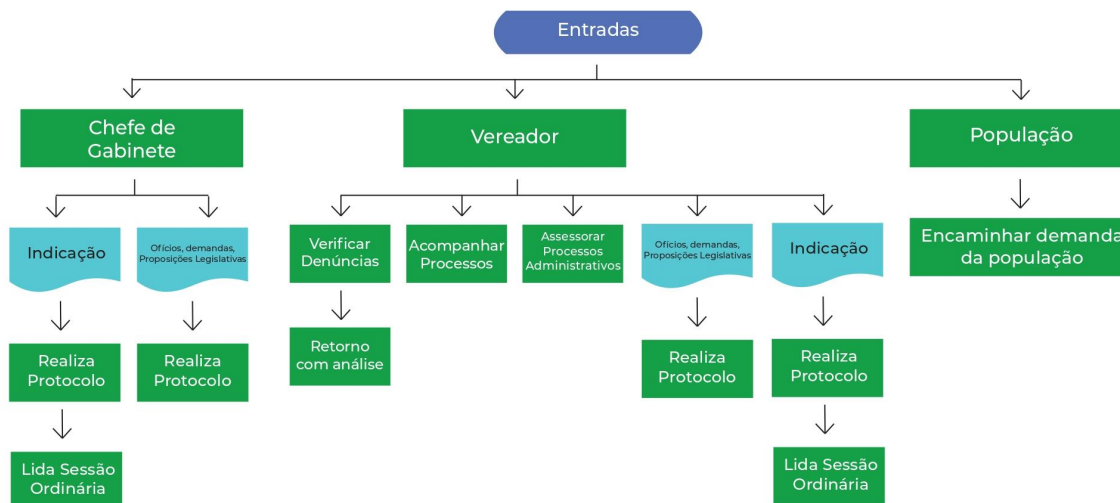 Entradas
Chefe de
Gabinete
Vereador
População
Indicação
Ofícios, demandas,
Proposições Legislativas
Verificar
Denúncias
Acompanhar
Processos
Assessorar
Processos
Administrativos
Ofícios, demandas,
Proposições Legislativas
Indicação
Encaminhar demanda
da população
Realiza
Protocolo
Realiza
Protocolo
Retorno
com análise
Realiza
Protocolo
Realiza
Protocolo
Lida Sessão
Ordinária
Lida Sessão
Ordinária